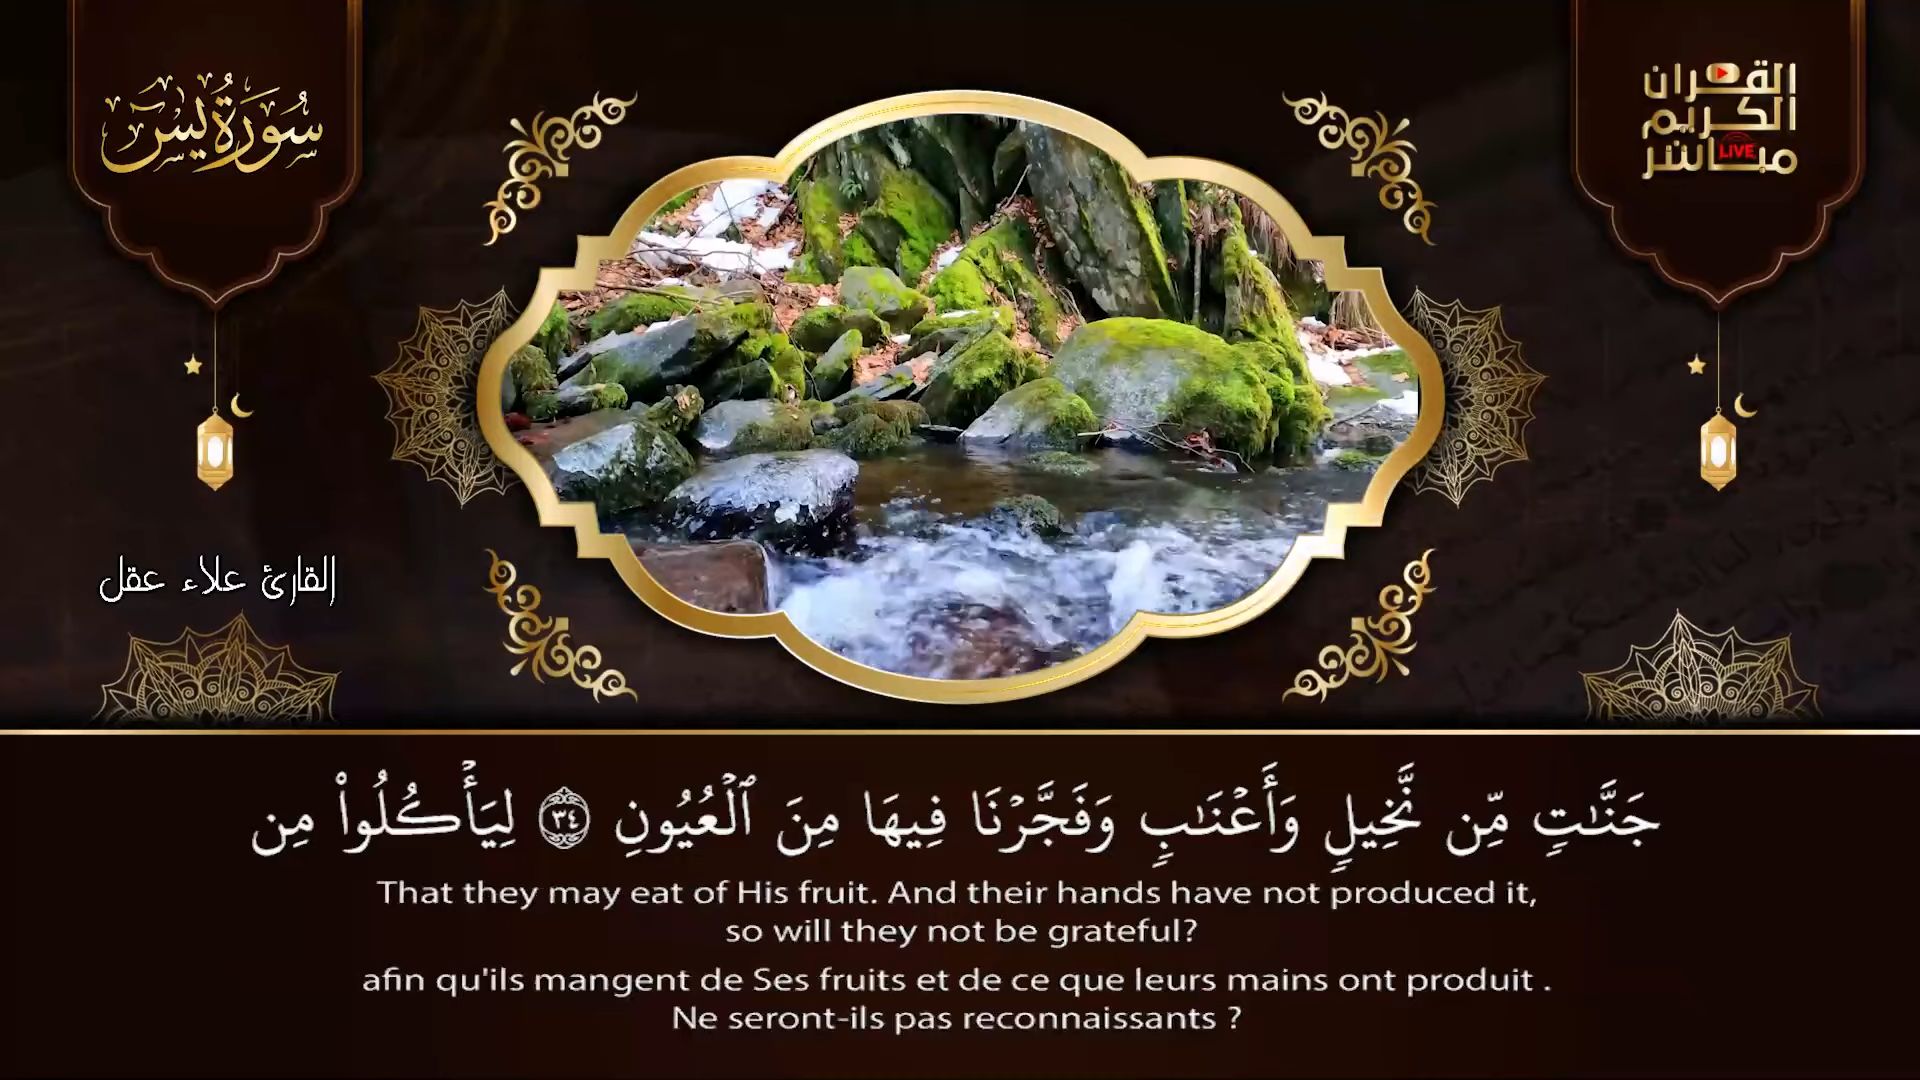 سُورَةُ يسٓ
القرآن
الكريم
مباشر
LIVE
القارئ علاء عقل
جَنَّٰتٖ مِّن نَّخِيلٖ وَأَعۡنَٰبٖ وَفَجَّرۡنَا فِيهَا مِنَ ٱلۡعُيُونِ ٣٤ لِيَأۡكُلُواْ مِن
That they may eat of His fruit. And their hands have not produced it,
so will they not be grateful?
afin qu'ils mangent de Ses fruits et de ce que leurs mains ont produit .
Ne seront-ils pas reconnaissants ?